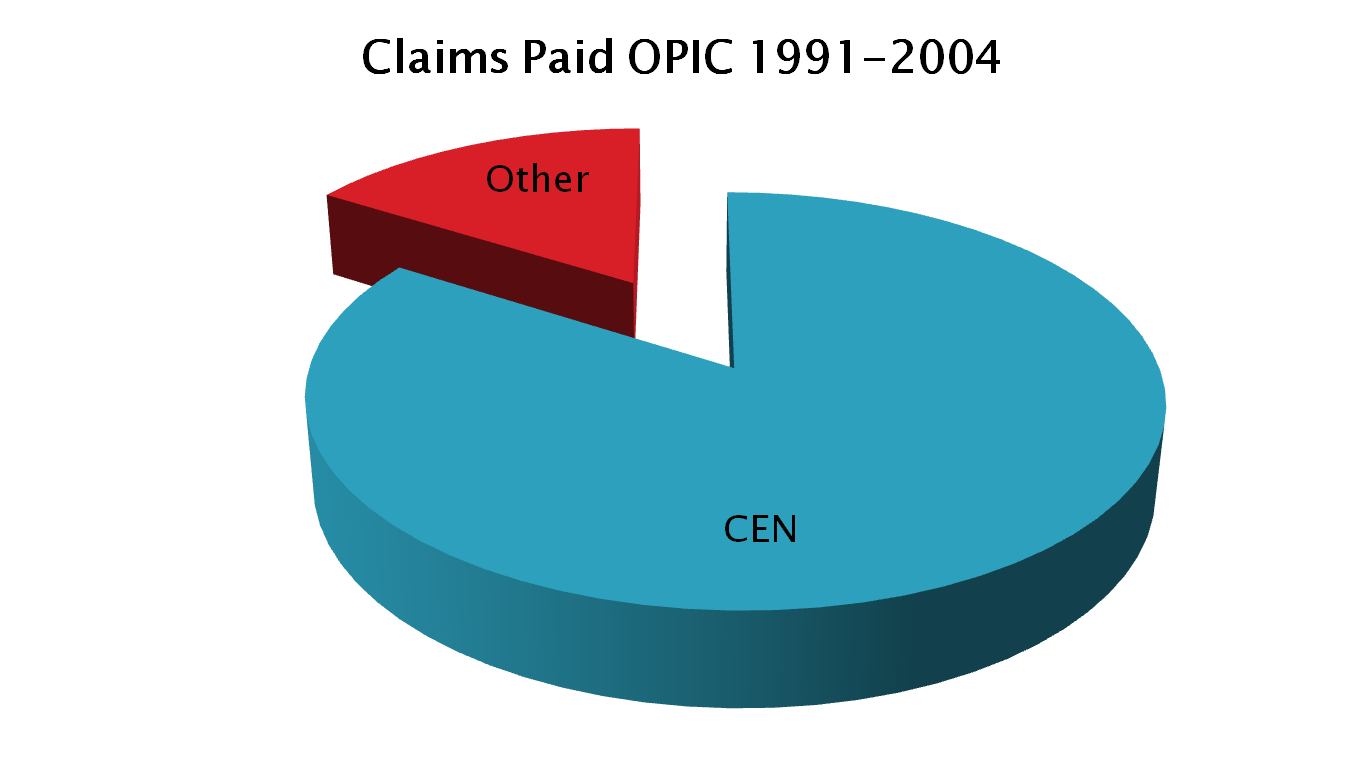 Claims Paid OPIC 1991-2004
Other
CEN